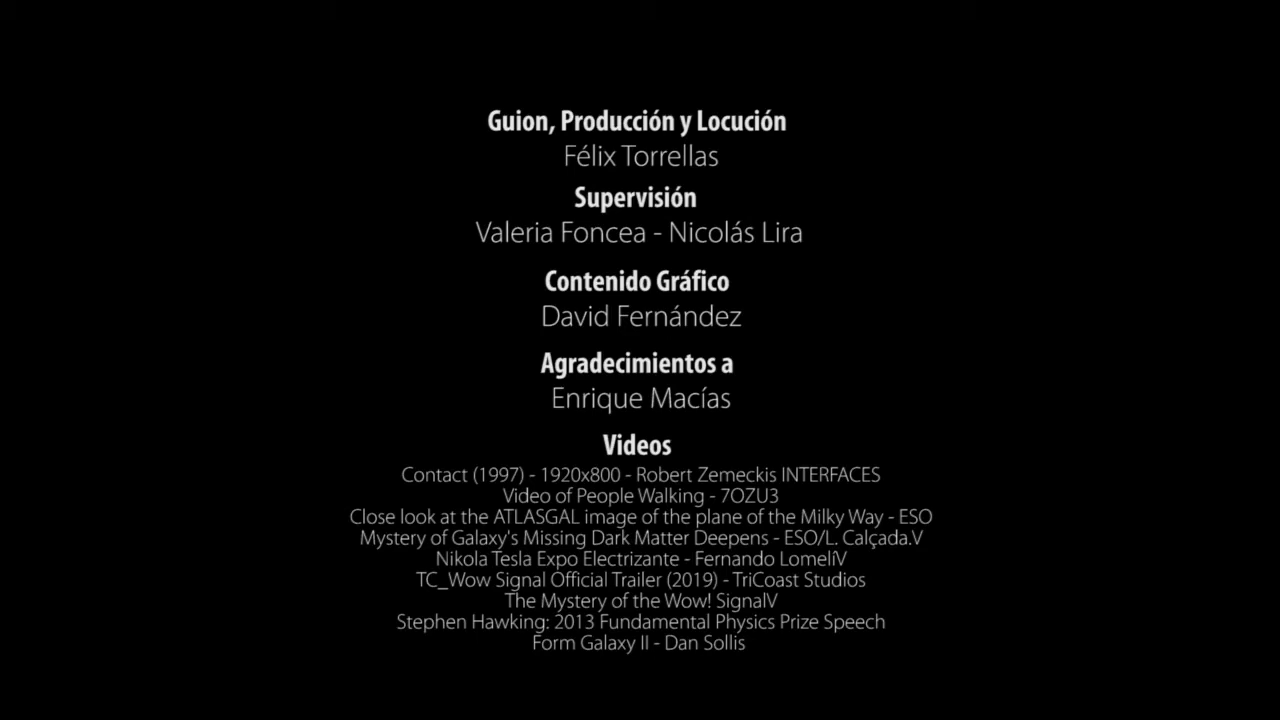 Guion, Producción y Locución
Félix Torrellas
Supervisión
Valeria Foncea - Nicolás Lira
Contenido Gráfico
David Fernández
Agradecimientos a
Enrique Macías
Videos
Contact (1997) - 1920x800 - Robert Zemeckis INTERFACES
Video of People Walking - 7OZU3
Close look at the ATLASGAL image of the plane of the Milky Way - ESO
Mystery of Galaxy's Missing Dark Matter Deepens - ESO/L. Calçada.V
Nikola Tesla Expo Electrizante - Fernando LomelíV
TC_Wow Signal Official Trailer (2019) - TriCoast Studios
The Mystery of the Wow! SignalV
Stephen Hawking: 2013 Fundamental Physics Prize Speech
Form Galaxy II - Dan Sollis